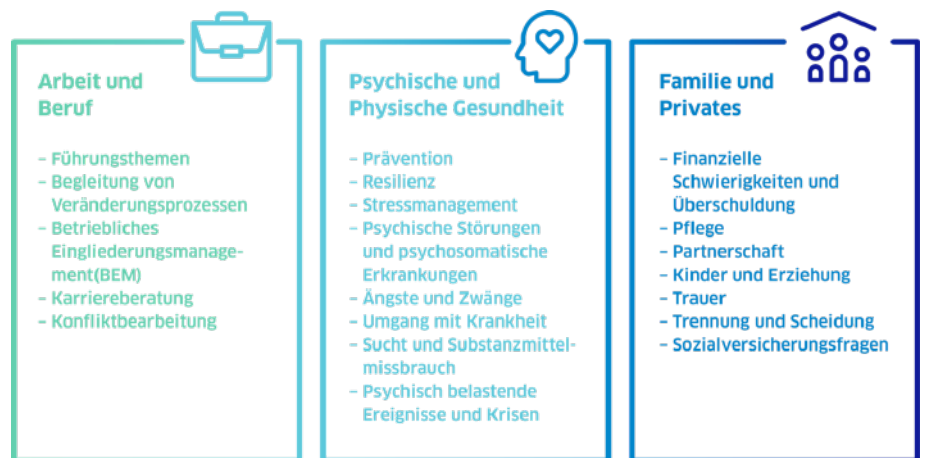 Arbeit und
Beruf
– Führungsthemen
– Begleitung von
Veränderungsprozessen
– Betriebliches
Eingliederungsmanage-
ment(BEM)
– Karriereberatung
– Konfliktbearbeitung
Psychische und
Physische Gesundheit
– Prävention
– Resilienz
– Stressmanagement
– Psychische Störungen
und psychosomatische
Erkrankungen
– Ängste und Zwänge
– Umgang mit Krankheit
– Sucht und Substanzmittel-
missbrauch
– Psychisch belastende
Ereignisse und Krisen
Familie und
Privates
– Finanzielle
Schwierigkeiten und
Überschuldung
– Pflege
– Partnerschaft
– Kinder und Erziehung
– Trauer
– Trennung und Scheidung
– Sozialversicherungsfragen